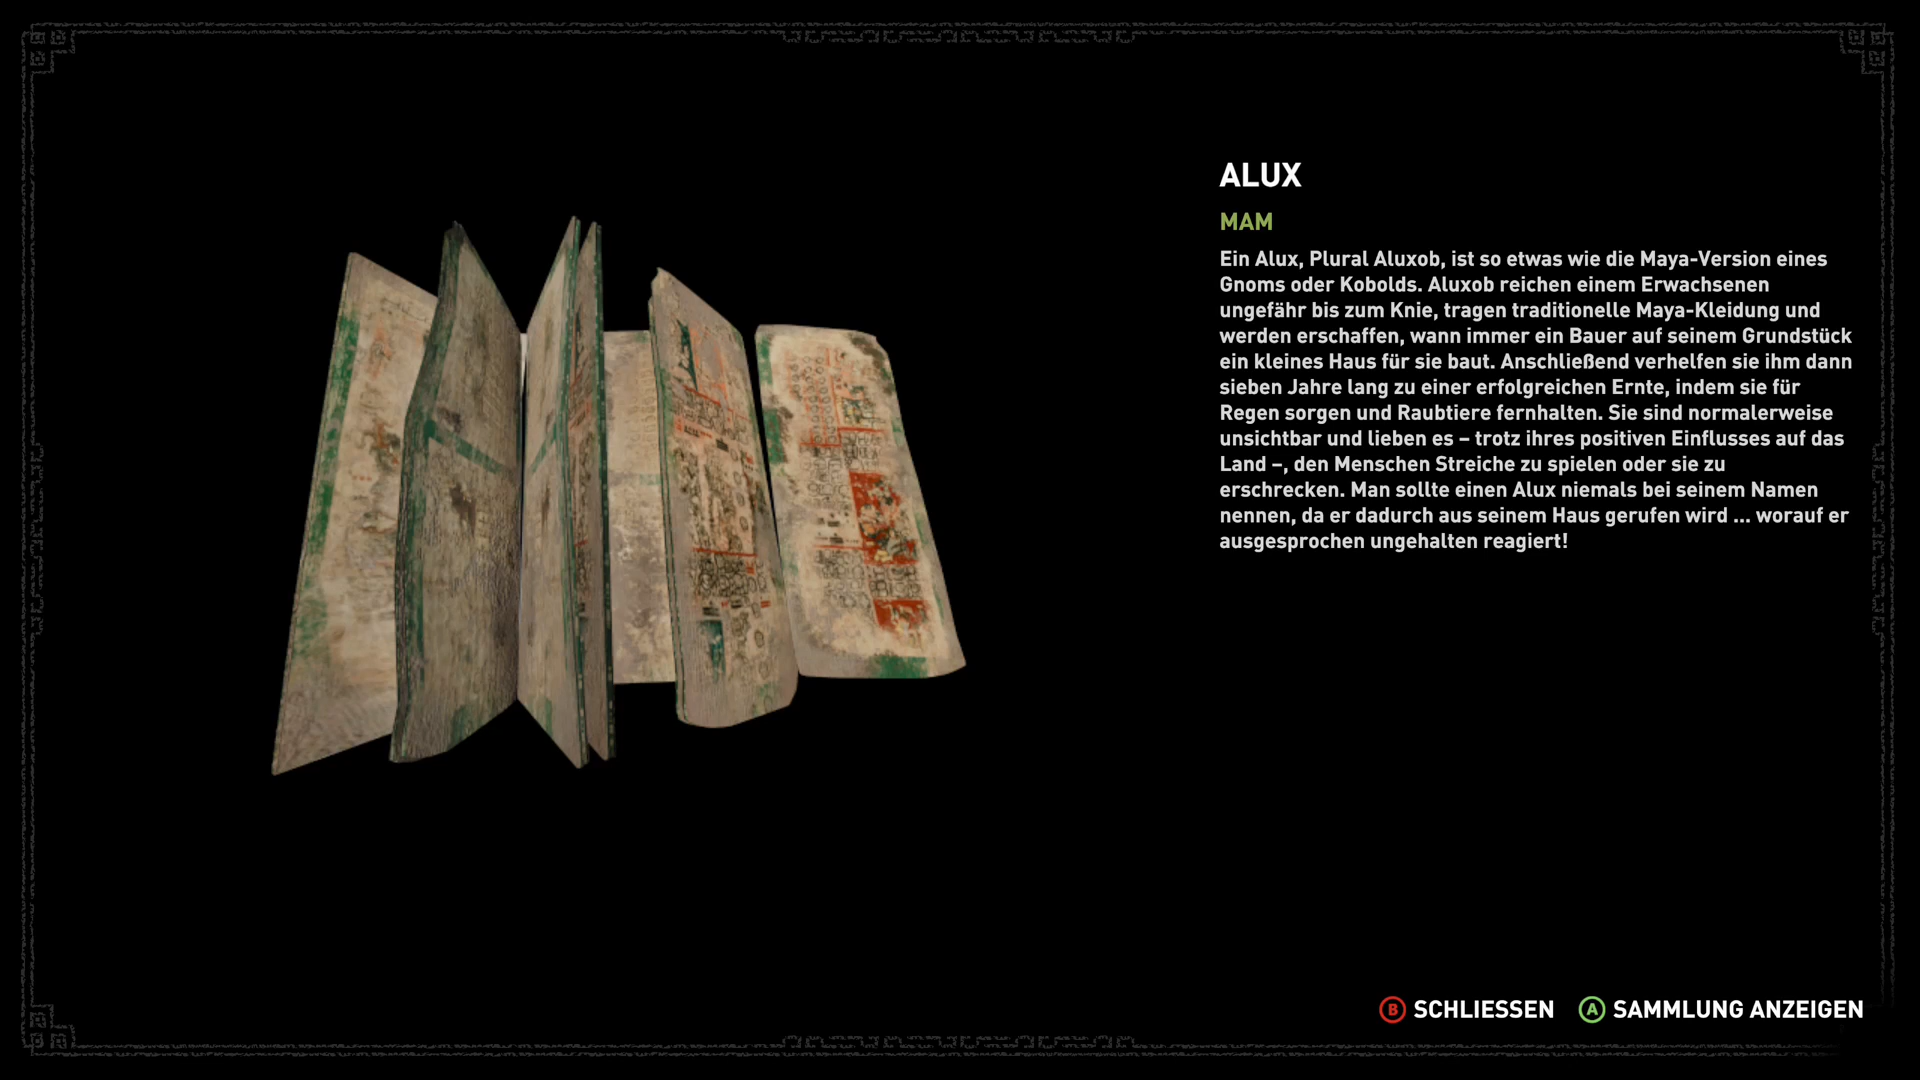 ALUX
MAM
Ein Alux, Plural Aluxob, ist so etwas wie die Maya-Version eines
Gnoms oder Kobolds. Aluxob reichen einem Erwachsenen
ungefähr bis zum Knie, tragen traditionelle Maya-Kleidung und
werden erschaffen, wann immer ein Bauer auf seinem Grundstück
ein kleines Haus für sie baut. Anschließend verhelfen sie ihm dann
sieben Jahre lang zu einer erfolgreichen Ernte, indem sie für
Regen sorgen und Raubtiere fernhalten. Sie sind normalerweise
unsichtbar und lieben es – trotz ihres positiven Einflusses auf das
Land –, den Menschen Streiche zu spielen oder sie zu
erschrecken. Man sollte einen Alux niemals bei seinem Namen
nennen, da er dadurch aus seinem Haus gerufen wird ... worauf er
ausgesprochen ungehalten reagiert!
B SCHLIESSEN A SAMMLUNG ANZEIGEN